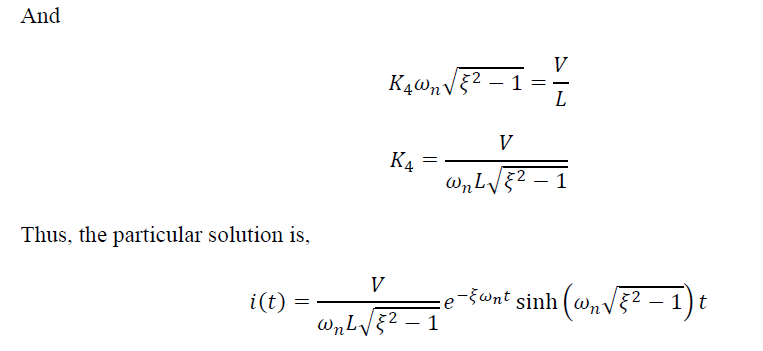 And
K₄ωₙ√(ξ² − 1) = V/L
K₄ = V/(ωₙL√(ξ² − 1))
Thus, the particular solution is,
i(t) = V/(ωₙL√(ξ² − 1)) e^(−ξωₙt) sinh (ωₙ√(ξ² − 1)) t